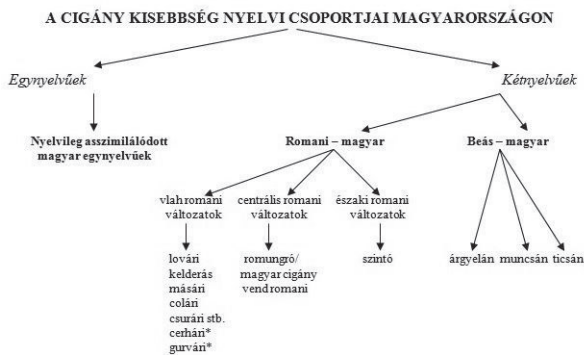 A CIGÁNY KISEBBSÉG NYELVI CSOPORTJAI MAGYARORSZÁGON
Egynyelvűek
Kétnyelvűek
Nyelvileg asszimilálódott
magyar egynyelvűek
Romani – magyar
Beás – magyar
vlah romani
változatok
centrális romani
változatok
északi romani
változatok
lovári
kelderás
másári
colári
csurári stb.
cerhári*
gurvári*
romungró/
magyar cigány
vend romani
szintó
árgyelán
muncsán
ticsán